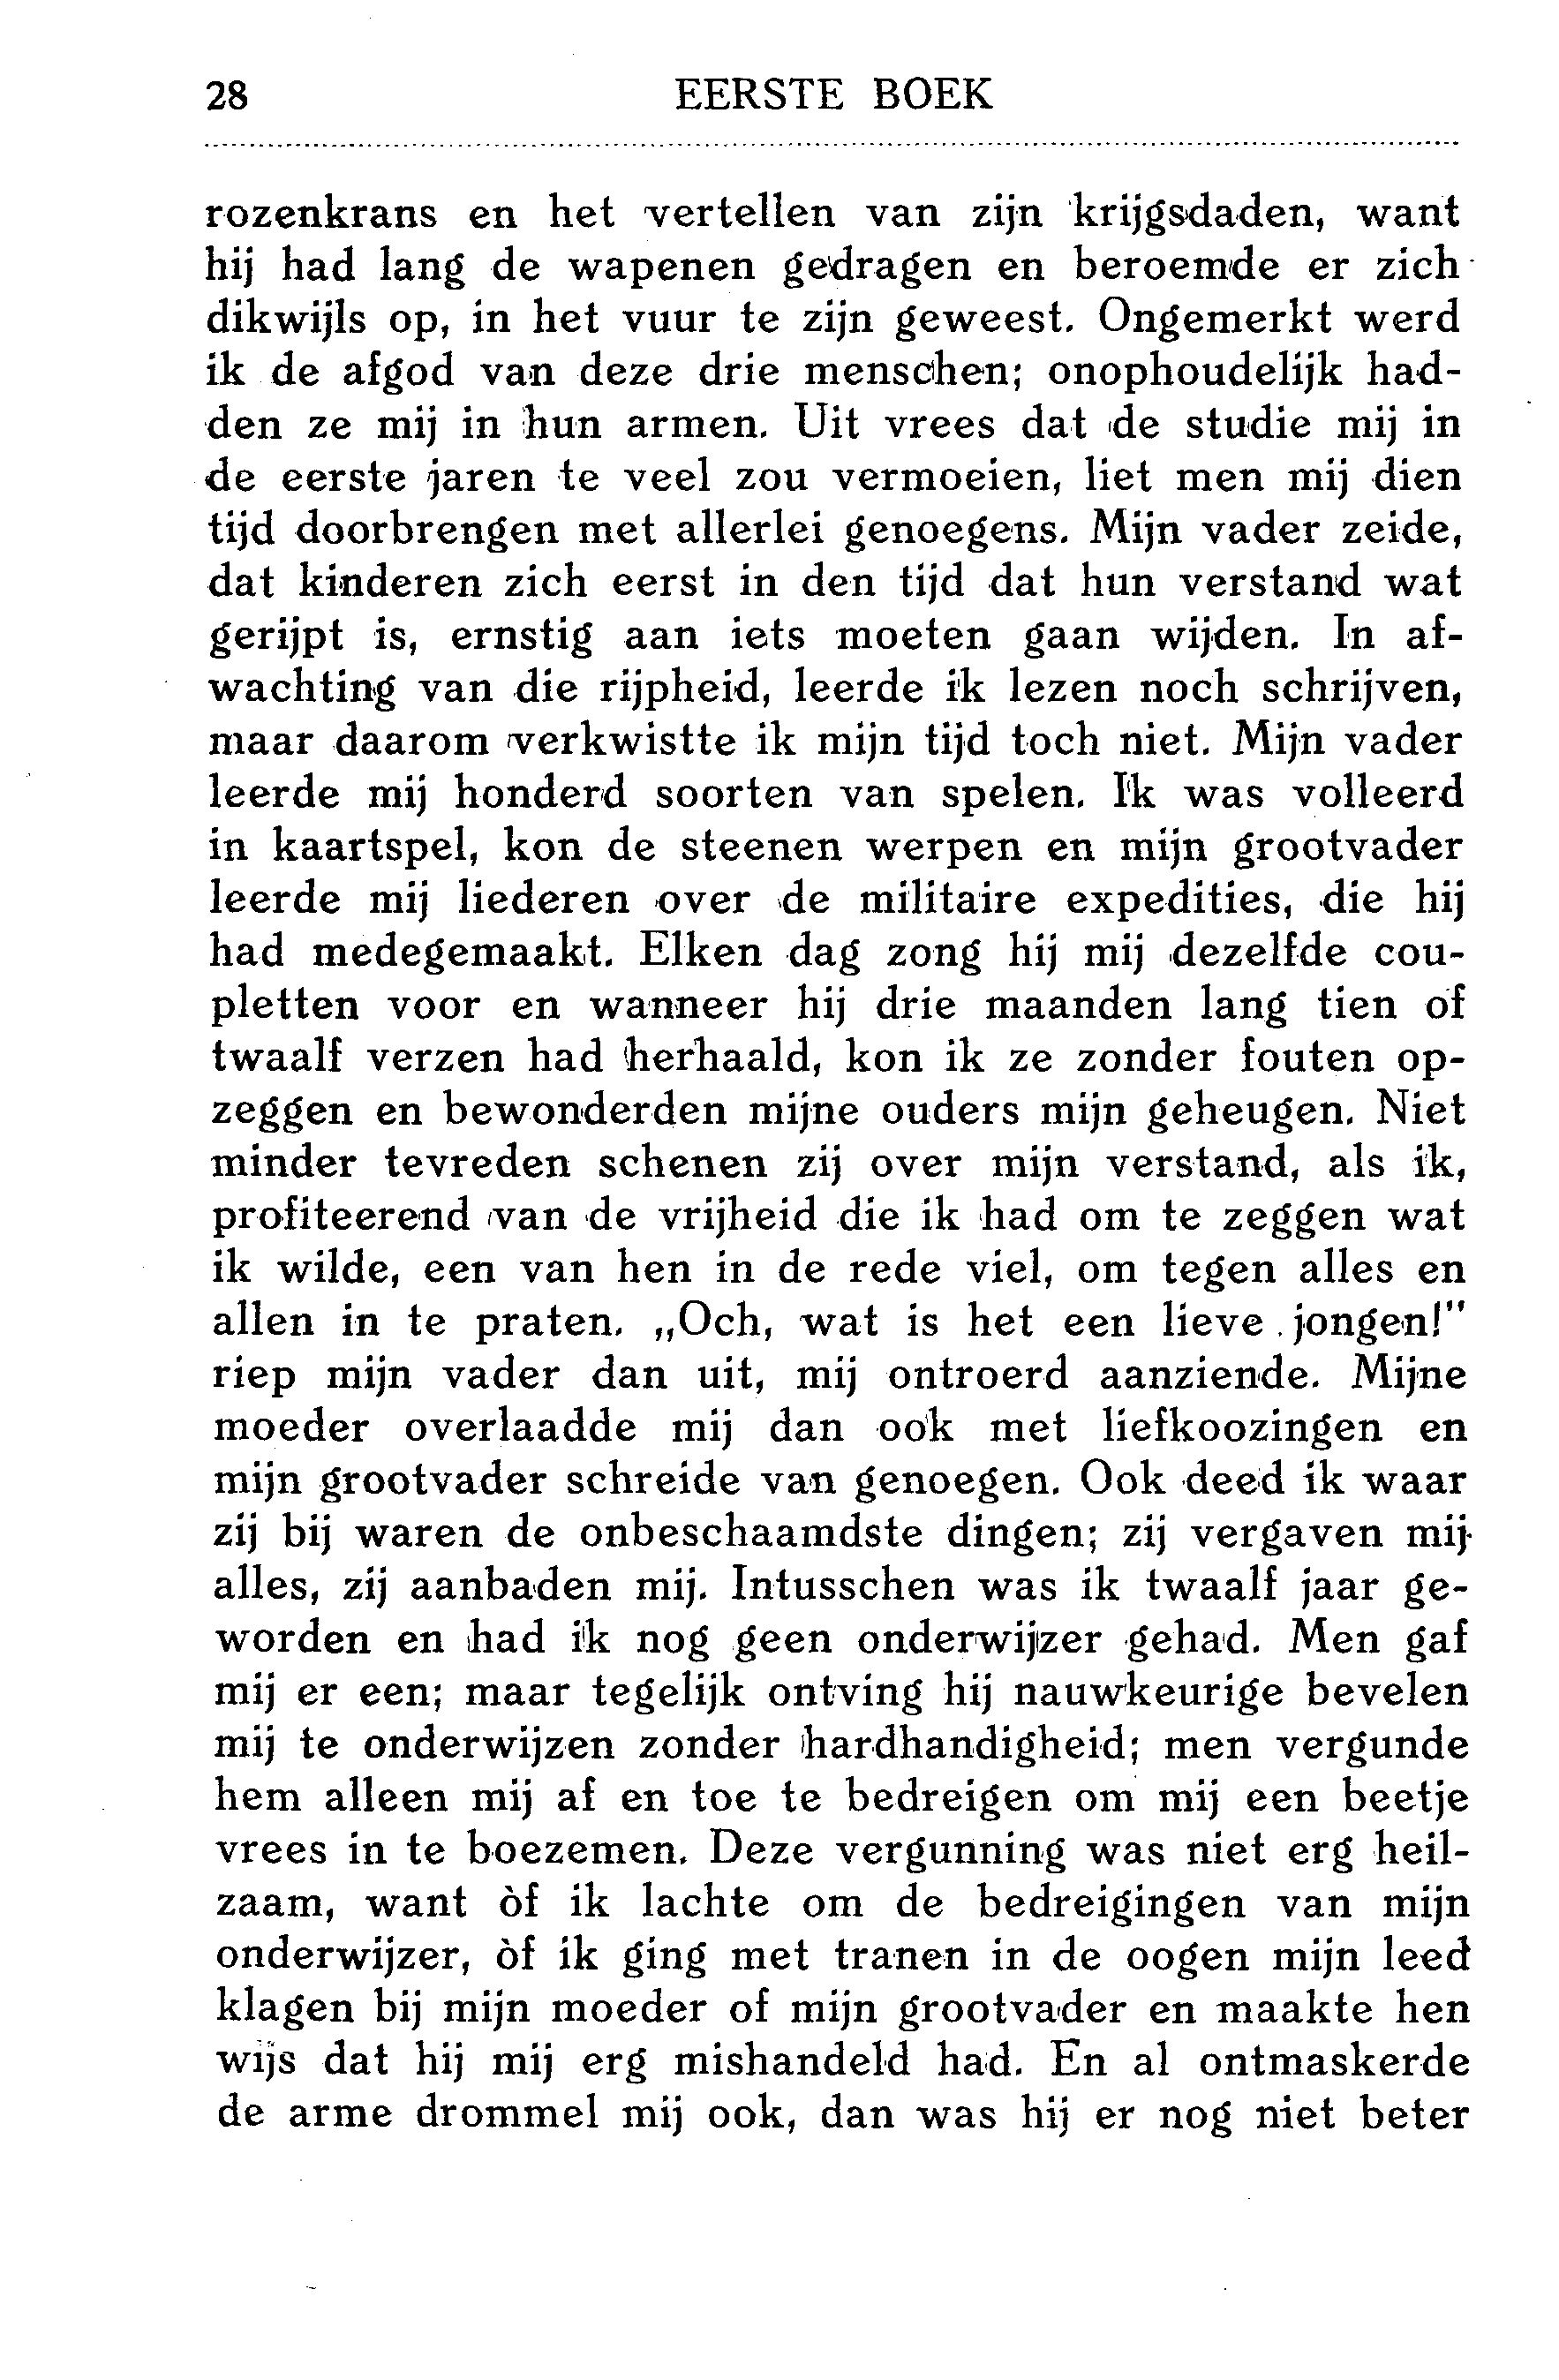 28 EERSTE BOEK
rozenkrans en het vertellen van zijn krijgsdaden, want
hij had lang de wapenen gedragen en beroemde er zich
dikwijls op, in het vuur te zijn geweest. Ongemerkt werd
ik de afgod van deze drie menschen; onophoudelijk had-
den ze mij in hun armen. Uit vrees dat de studie mij in
de eerste jaren te veel zou vermoeien, liet men mij dien
tijd doorbrengen met allerlei genoegens. Mijn vader zeide,
dat kinderen zich eerst in den tijd dat hun verstand wat
gerijpt is, ernstig aan iets moeten gaan wijden. In af-
wachting van die rijpheid, leerde ik lezen noch schrijven,
maar daarom verkwistte ik mijn tijd toch niet. Mijn vader
leerde mij honderd soorten van spelen. Ik was volleerd
in kaartspel, kon de steenen werpen en mijn grootvader
leerde mij liederen over de militaire expedities, die hij
had medegemaakt. Elken dag zong hij mij dezelfde cou-
pletten voor en wanneer hij drie maanden lang tien of
twaalf verzen had herhaald, kon ik ze zonder fouten op-
zeggen en bewonderden mijne ouders mijn geheugen. Niet
minder tevreden schenen zij over mijn verstand, als ik,
profiteerend van de vrijheid die ik had om te zeggen wat
ik wilde, een van hen in de rede viel, om tegen alles en
allen in te praten. „Och, wat is het een lieve jongen!"
riep mijn vader dan uit, mij ontroerd aanziende. Mijne
moeder overlaadde mij dan ook met liefkoozingen en
mijn grootvader schreide van genoegen. Ook deed ik waar
zij bij waren de onbeschaamdste dingen; zij vergaven mij
alles, zij aanbaden mij. Intusschen was ik twaalf jaar ge-
worden en had ik nog geen onderwijzer gehad. Men gaf
mij er een; maar tegelijk ontving hij nauwkeurige bevelen
mij te onderwijzen zonder hardhandigheid; men vergunde
hem alleen mij af en toe te bedreigen om mij een beetje
vrees in te boezemen. Deze vergunning was niet erg heil-
zaam, want òf ik lachte om de bedreigingen van mijn
onderwijzer, òf ik ging met tranen in de oogen mijn leed
klagen bij mijn moeder of mijn grootvader en maakte hen
wijs dat hij mij erg mishandeld had. En al ontmaskerde
de arme drommel mij ook, dan was hij er nog niet beter